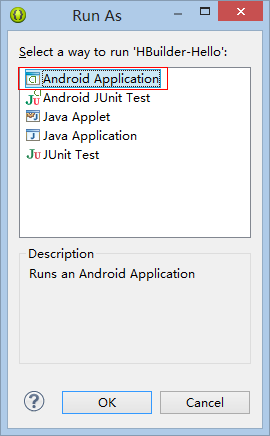 Run As
Select a way to run 'HBuilder-Hello':
Android Application
Android JUnit Test
Java Applet
Java Application
JUnit Test
Description
Runs an Android Application
OK
Cancel